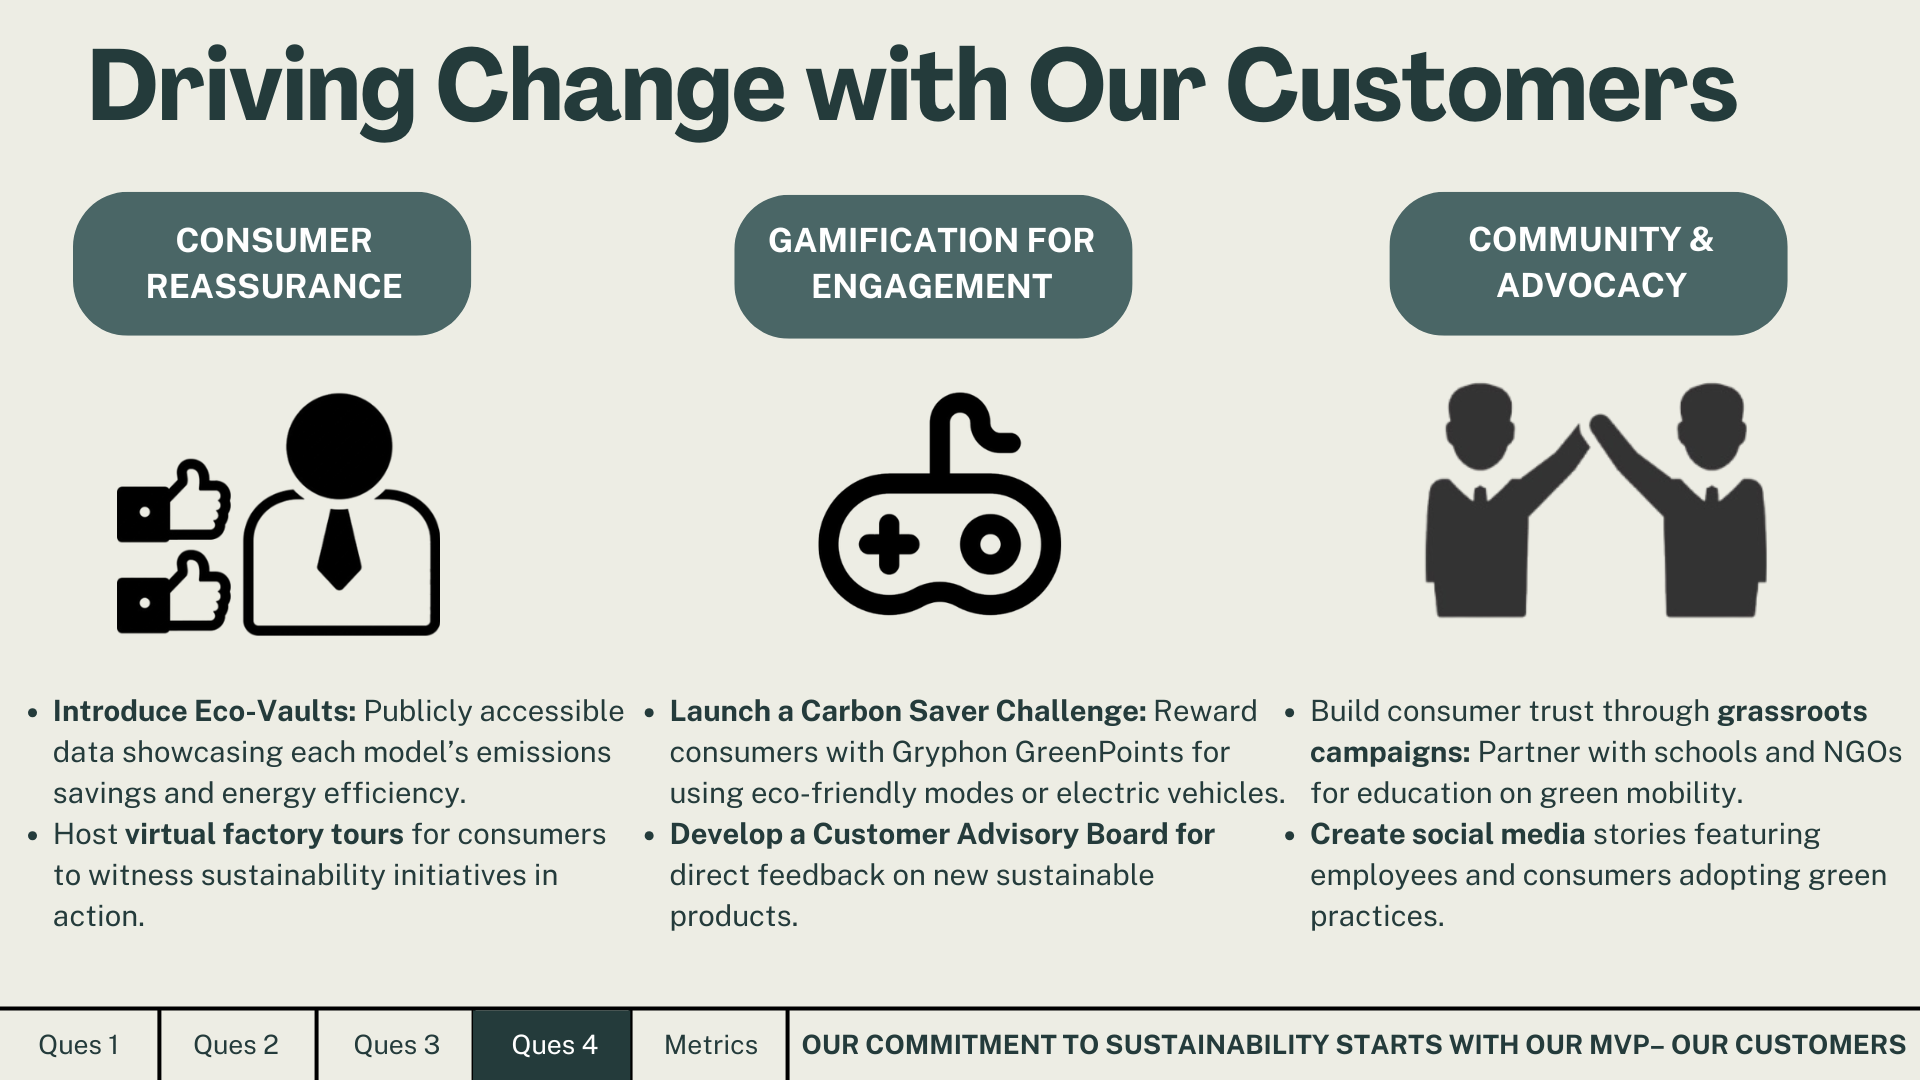 Driving Change with Our Customers
CONSUMER
REASSURANCE
GAMIFICATION FOR
ENGAGEMENT
COMMUNITY &
ADVOCACY
• Introduce Eco-Vaults: Publicly accessible
data showcasing each model’s emissions
savings and energy efficiency.
• Host virtual factory tours for consumers
to witness sustainability initiatives in
action.
• Launch a Carbon Saver Challenge: Reward
consumers with Gryphon GreenPoints for
using eco-friendly modes or electric vehicles.
• Develop a Customer Advisory Board for
direct feedback on new sustainable
products.
• Build consumer trust through grassroots
campaigns: Partner with schools and NGOs
for education on green mobility.
• Create social media stories featuring
employees and consumers adopting green
practices.
Ques 1
Ques 2
Ques 3
Ques 4
Metrics
OUR COMMITMENT TO SUSTAINABILITY STARTS WITH OUR MVP– OUR CUSTOMERS